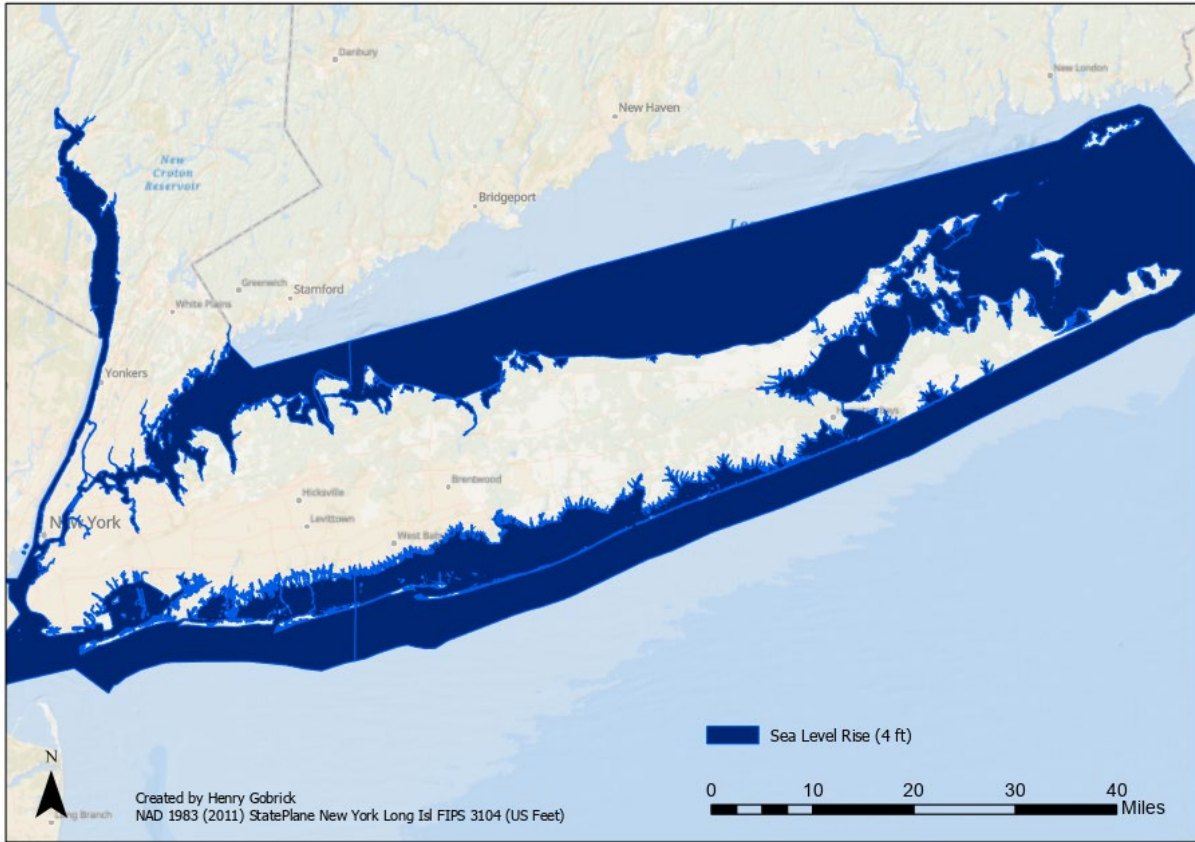 Danbury
New London
New Haven
New
Croton
Reservoir
Bridgeport
Greenwich
Stamford
White Plains
Yonkers
Brentwood
Hicksville
New York
Levittown
West
N
Sea Level Rise (4 ft)
0 10 20 30 40
Miles
Created by Henry Gobrick
NAD 1983 (2011) StatePlane New York Long Isl FIPS 3104 (US Feet)
Branch